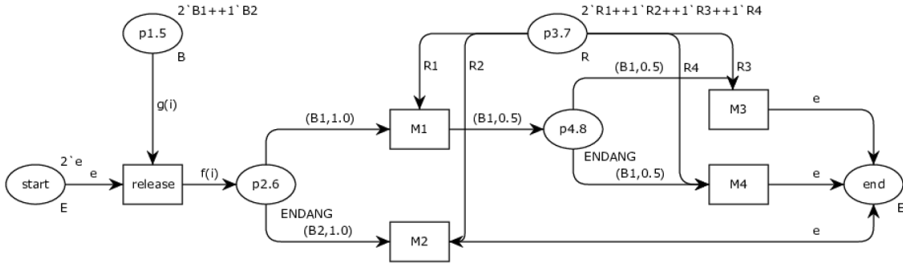 2`B1++1`B2
2`R1++1`R2++1`R3++1`R4
p1.5
p3.7
B
R
R1
R2
(B1,0.5)
R4
R3
g(i)
M3
e
(B1,1.0)
M1
(B1,0.5)
p4.8
2`e
ENDANG
start
e
release
f(i)
p2.6
(B1,0.5)
M4
e
end
E
ENDANG
E
(B2,1.0)
M2
e